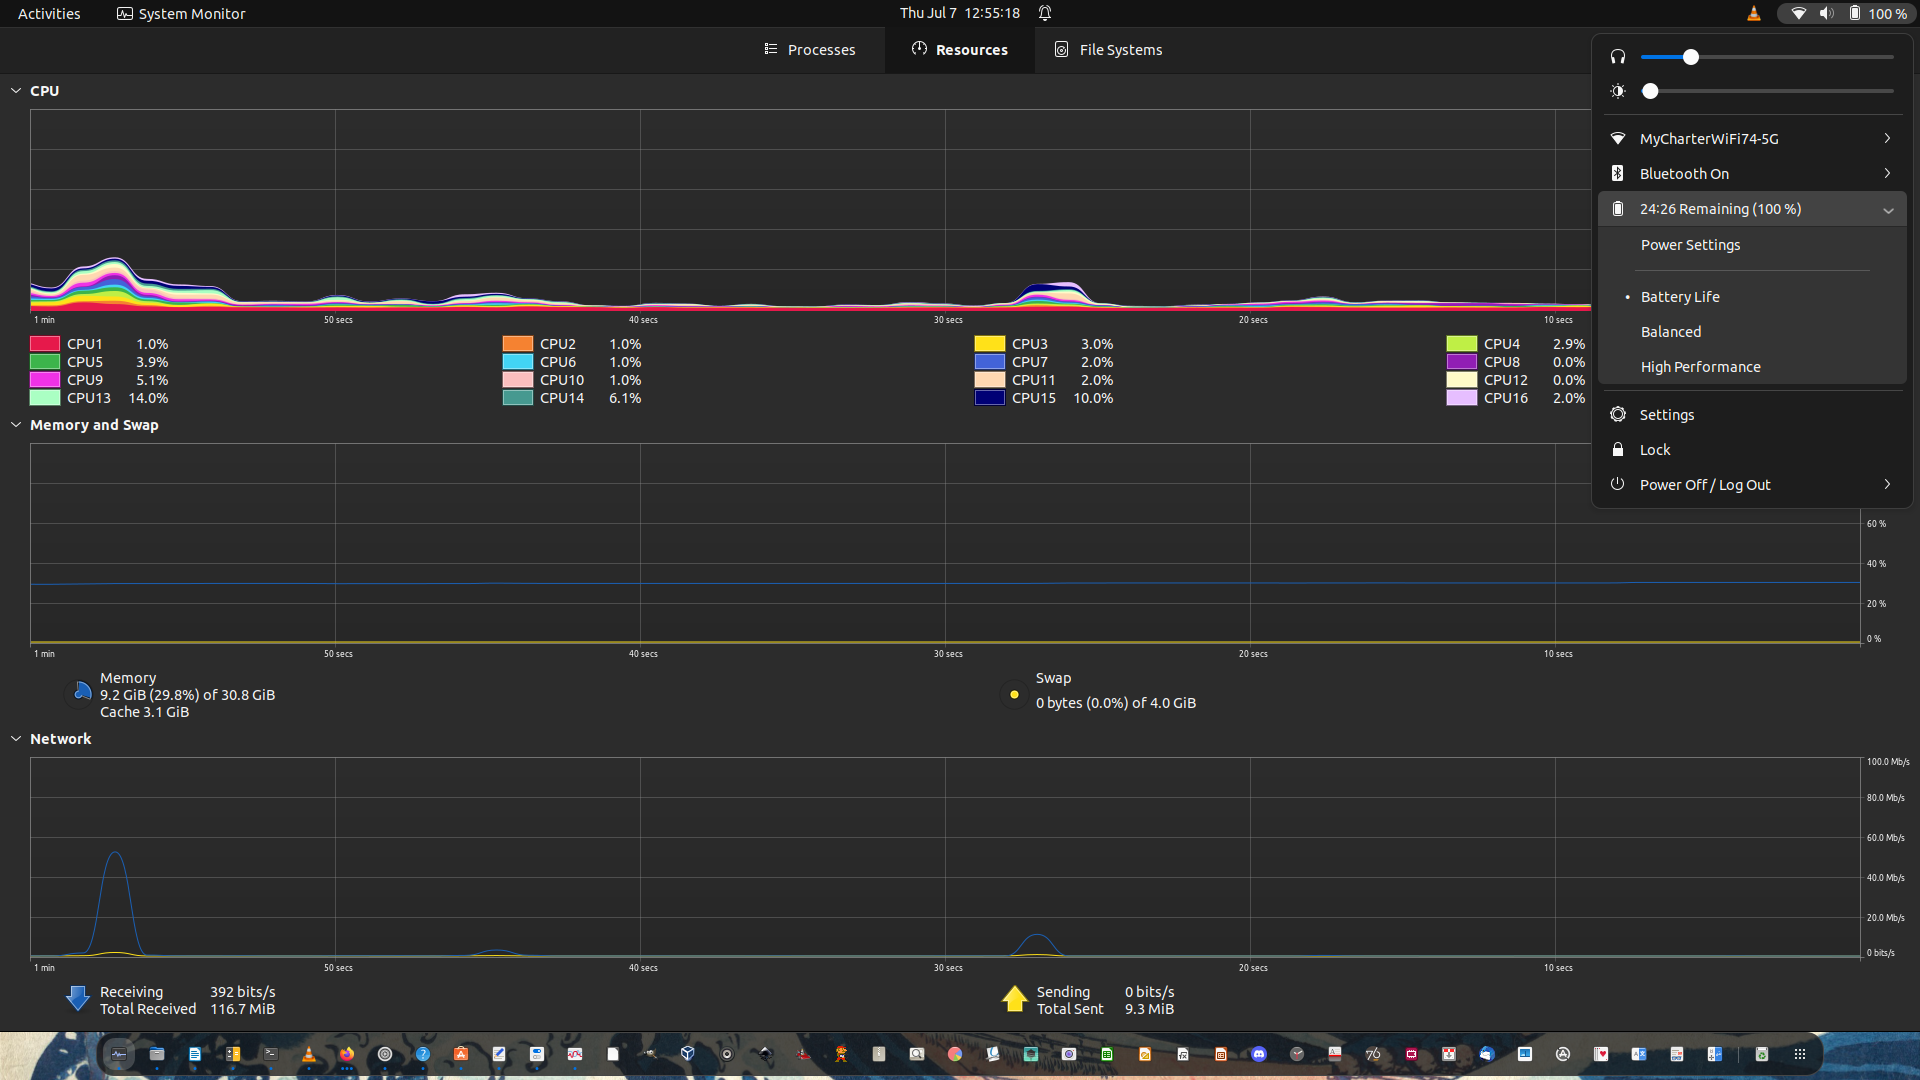 Activities
System Monitor
Thu Jul 7 12:55:18
100 %
Processes
Resources
File Systems
CPU
1 min
50 secs
40 secs
30 secs
20 secs
10 secs
CPU1 1.0%
CPU2 1.0%
CPU3 3.0%
CPU4 2.9%
CPU5 3.9%
CPU6 1.0%
CPU7 2.0%
CPU8 0.0%
CPU9 5.1%
CPU10 1.0%
CPU11 2.0%
CPU12 0.0%
CPU13 14.0%
CPU14 6.1%
CPU15 10.0%
CPU16 2.0%
MyCharterWiFi74-5G
Bluetooth On
24:26 Remaining (100 %)
Power Settings
• Battery Life
Balanced
High Performance
Settings
Lock
Power Off / Log Out
Memory and Swap
60 %
40 %
20 %
0 %
1 min
50 secs
40 secs
30 secs
20 secs
10 secs
Memory
9.2 GiB (29.8%) of 30.8 GiB
Cache 3.1 GiB
Swap
0 bytes (0.0%) of 4.0 GiB
Network
100.0 Mb/s
80.0 Mb/s
60.0 Mb/s
40.0 Mb/s
20.0 Mb/s
0 bits/s
1 min
50 secs
40 secs
30 secs
20 secs
10 secs
Receiving 392 bits/s
Total Received 116.7 MiB
Sending 0 bits/s
Total Sent 9.3 MiB
76